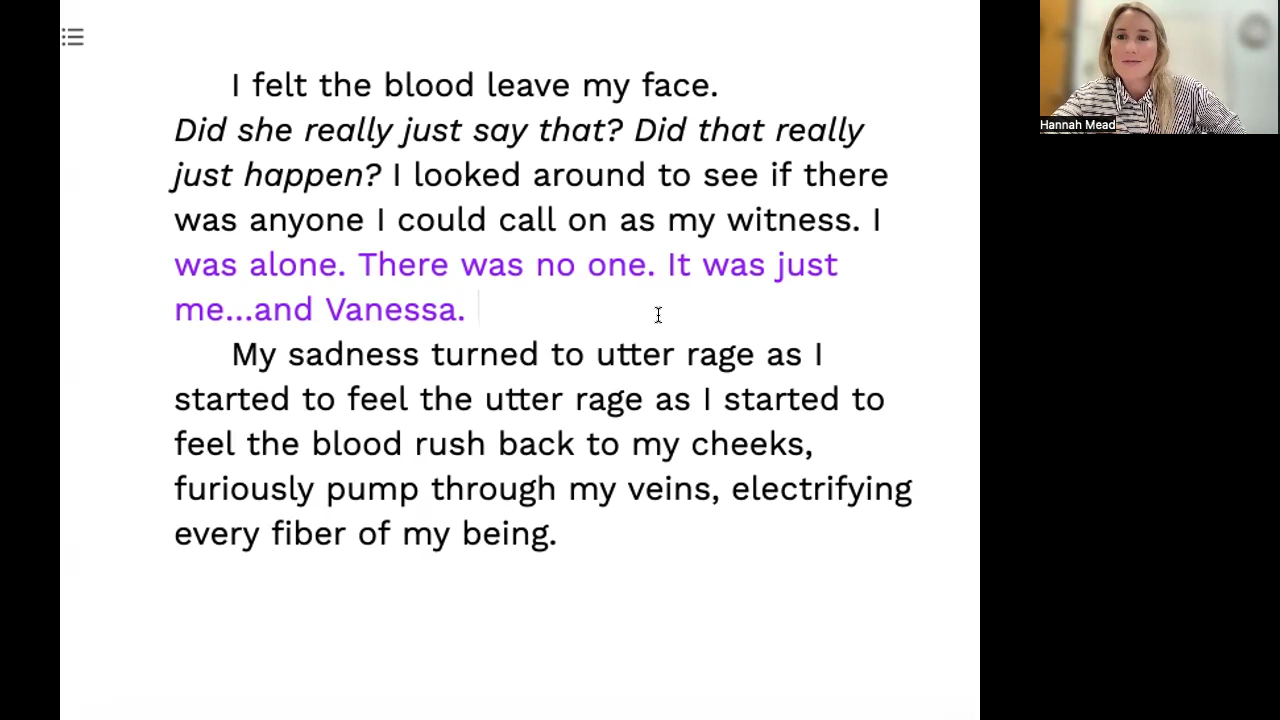 I felt the blood leave my face.
Did she really just say that? Did that really
just happen? I looked around to see if there
was anyone I could call on as my witness. I
was alone. There was no one. It was just
me...and Vanessa.
My sadness turned to utter rage as I
started to feel the utter rage as I started to
feel the blood rush back to my cheeks,
furiously pump through my veins, electrifying
every fiber of my being.
Hannah Mead